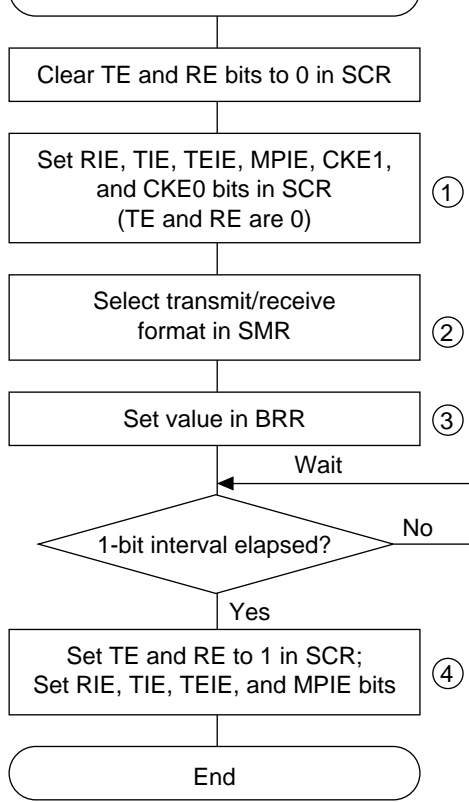 Clear TE and RE bits to 0 in SCR
Set RIE, TIE, TEIE, MPIE, CKE1,
and CKE0 bits in SCR
(TE and RE are 0)
1
Select transmit/receive
format in SMR
2
Set value in BRR
3
Wait
1-bit interval elapsed?
No
Yes
Set TE and RE to 1 in SCR;
Set RIE, TIE, TEIE, and MPIE bits
4
End